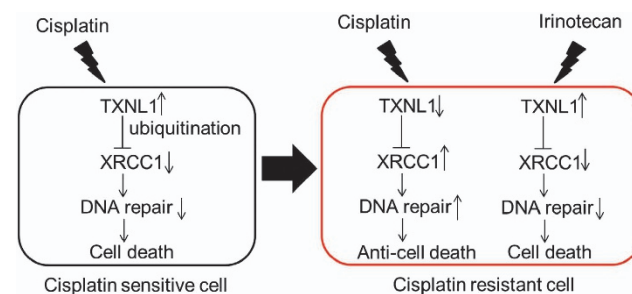 Cisplatin
TXNL1↑
ubiquitination
XRCC1↓
DNA repair↓
Cell death
Cisplatin sensitive cell
Cisplatin
TXNL1↓
XRCC1↑
DNA repair↑
Anti-cell death
Irinotecan
TXNL1↑
XRCC1↓
DNA repair↓
Cell death
Cisplatin resistant cell